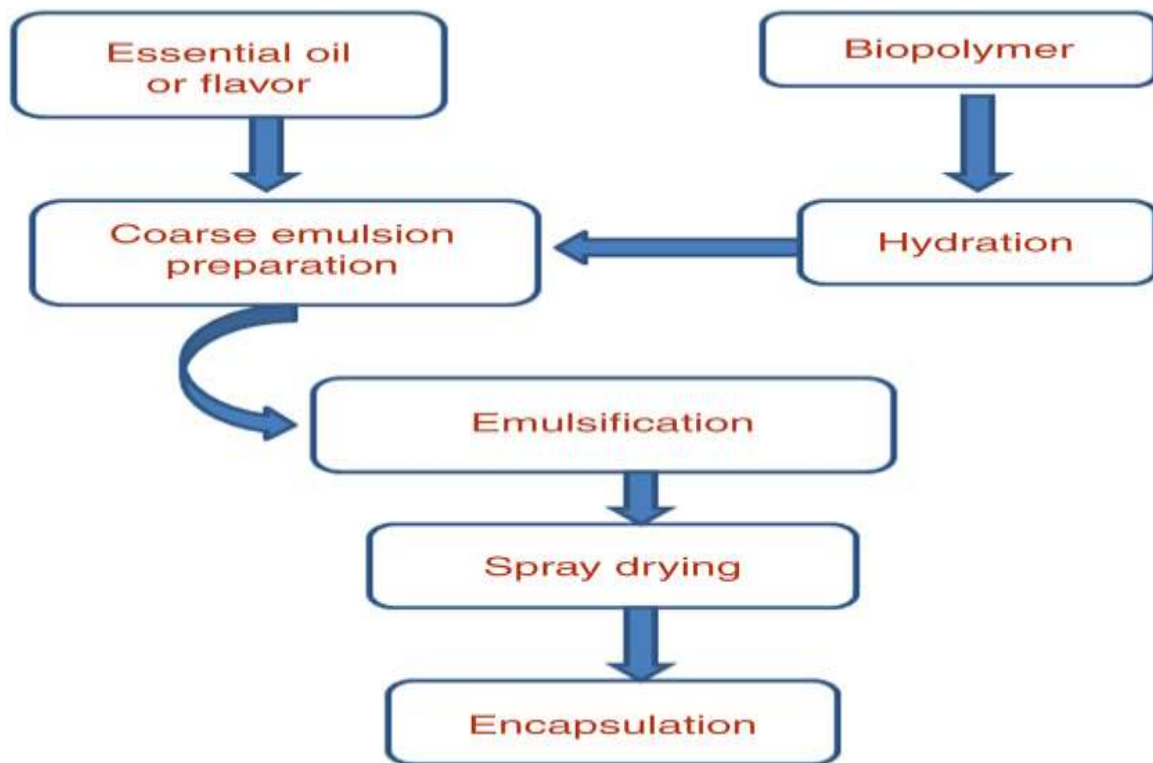 Essential oil
or flavor
Biopolymer
Coarse emulsion
preparation
Hydration
Emulsification
Spray drying
Encapsulation